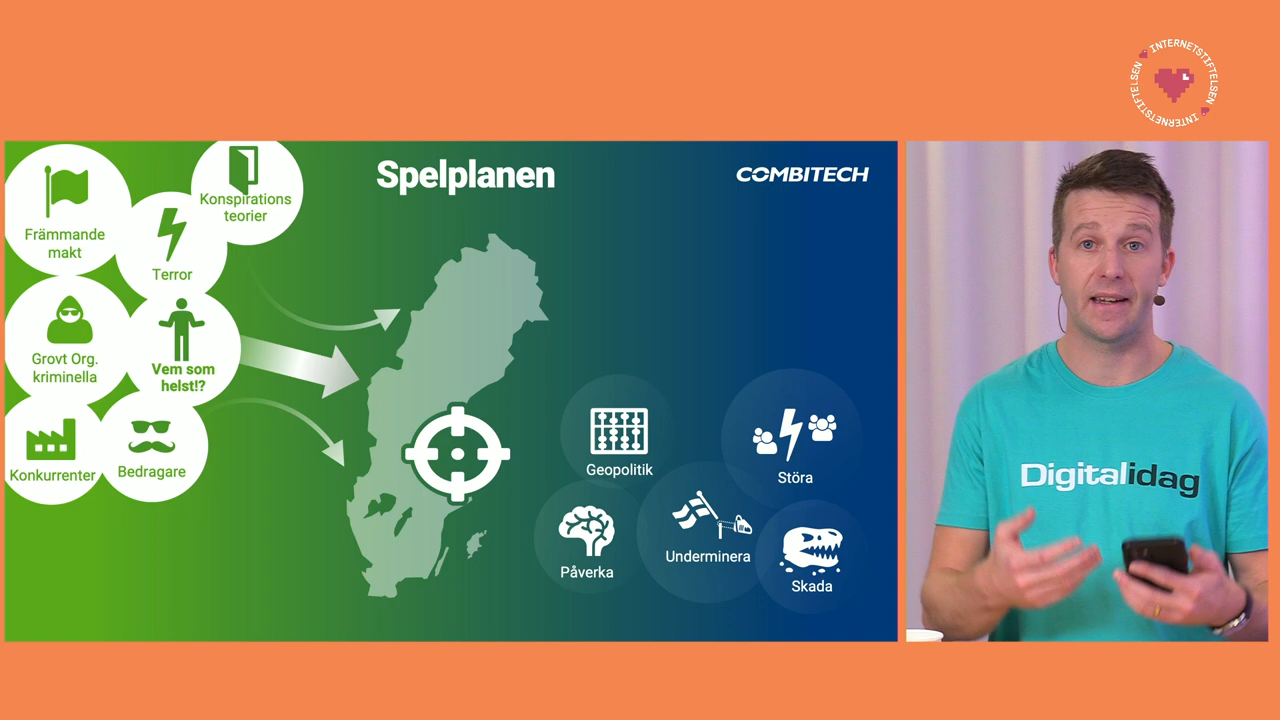 INTERNETSTIFTELSEN
INTERNETSTIFTELSEN
Spelplanen
COMBITECH
Konspirations
teorier
Främmande
makt
Terror
Grovt Org.
kriminella
Vem som
helst!?
Konkurrenter
Bedragare
Geopolitik
Störa
Påverka
Underminera
Skada
Digitalidag